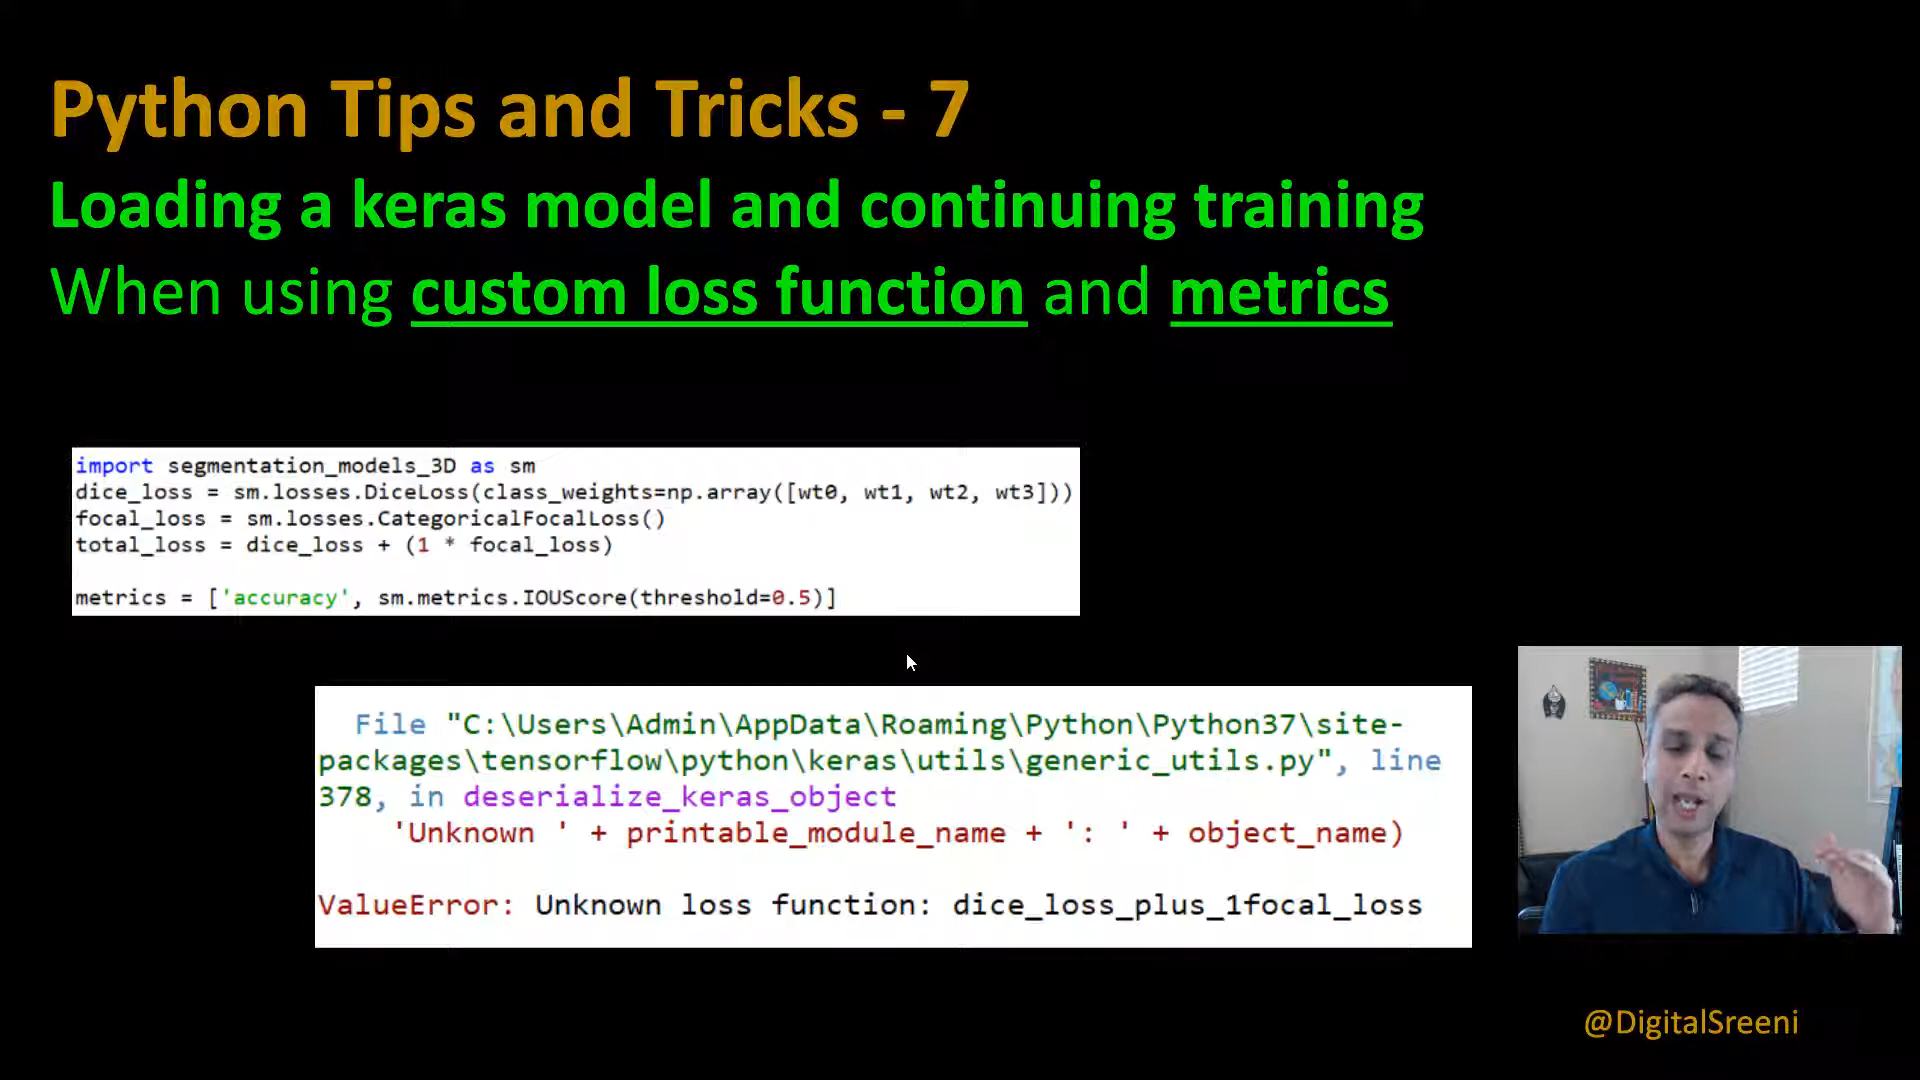 Python Tips and Tricks - 7
Loading a keras model and continuing training
When using custom loss function and metrics
import segmentation_models_3D as sm
dice_loss = sm.losses.DiceLoss(class_weights=np.array([wt0, wt1, wt2, wt3]))
focal_loss = sm.losses.CategoricalFocalLoss()
total_loss = dice_loss + (1 * focal_loss)
metrics = ['accuracy', sm.metrics.IOUScore(threshold=0.5)]
File "C:\Users\Admin\AppData\Roaming\Python\Python37\site-
packages\tensorflow\python\keras\utils\generic_utils.py", line
378, in deserialize_keras_object
'Unknown ' + printable_module_name + ': ' + object_name)
ValueError: Unknown loss function: dice_loss_plus_1focal_loss
@DigitalSreeni